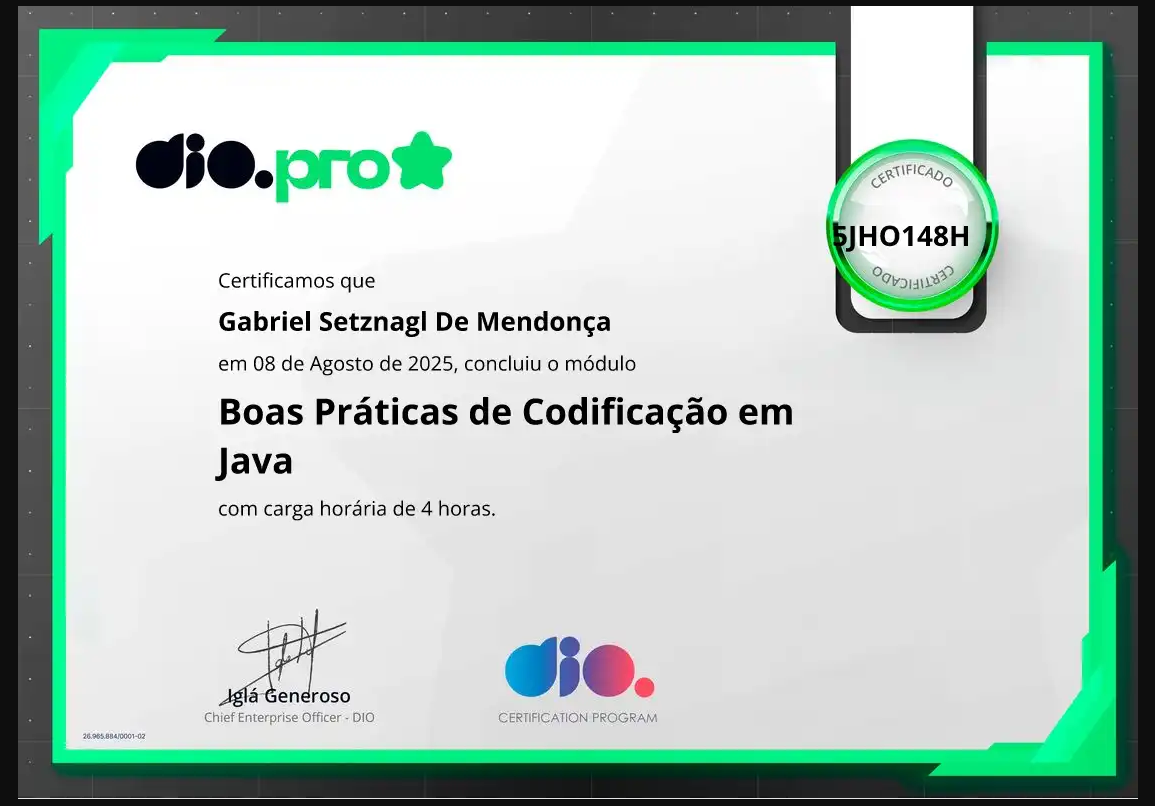 dio.pro
CERTIFICADO
5JHO148H
CERTIFICADO
Certificamos que
Gabriel Setznagl De Mendonça
em 08 de Agosto de 2025, concluiu o módulo
Boas Práticas de Codificação em
Java
com carga horária de 4 horas.
Iglá Generoso
Chief Enterprise Officer - DIO
dio.
CERTIFICATION PROGRAM
26.965.884/0001-02